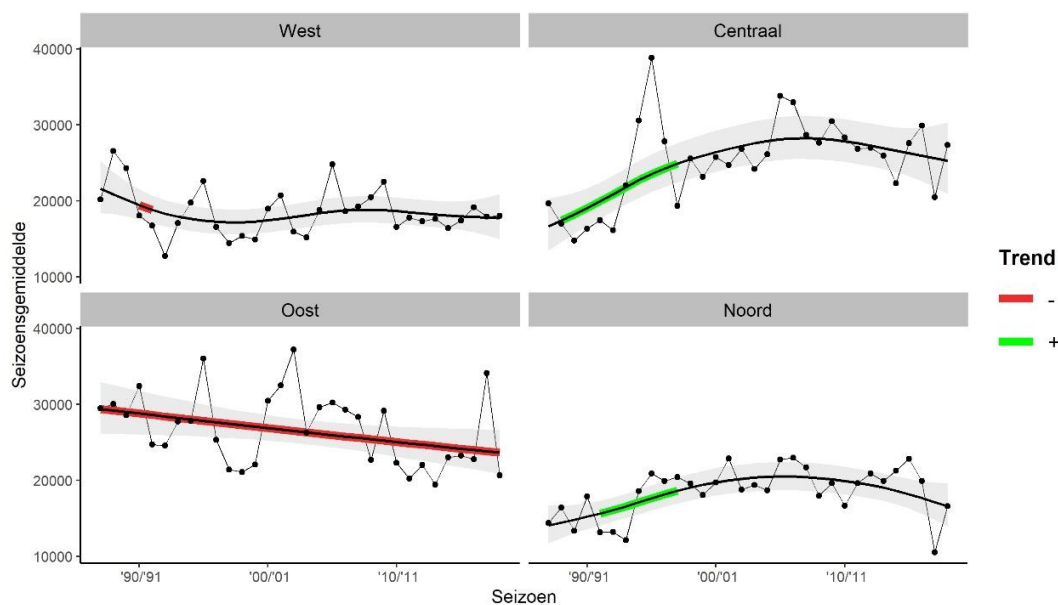 West
Centraal
40000
30000
20000
10000
Oost
Noord
40000
30000
20000
10000
Seizoensgemiddelde
'90/'91
'00/'01
'10/'11
'90/'91
'00/'01
'10/'11
Seizoen
Trend
-
+